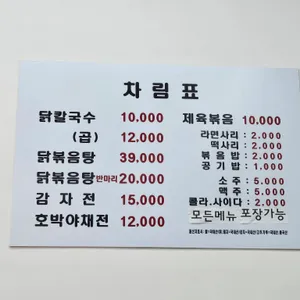 차림표
닭칼국수 10.000
(곱) 12.000
닭볶음탕 39.000
닭볶음탕반마리 20.000
감자전 15.000
호박야채전 12.000
제육볶음 10.000
라면사리 : 2.000
떡사리 : 2.000
볶음밥 : 2.000
공기밥 : 1.000
소주 : 5.000
맥주 : 5.000
콜라.사이다 : 2.000
모든메뉴 포장가능